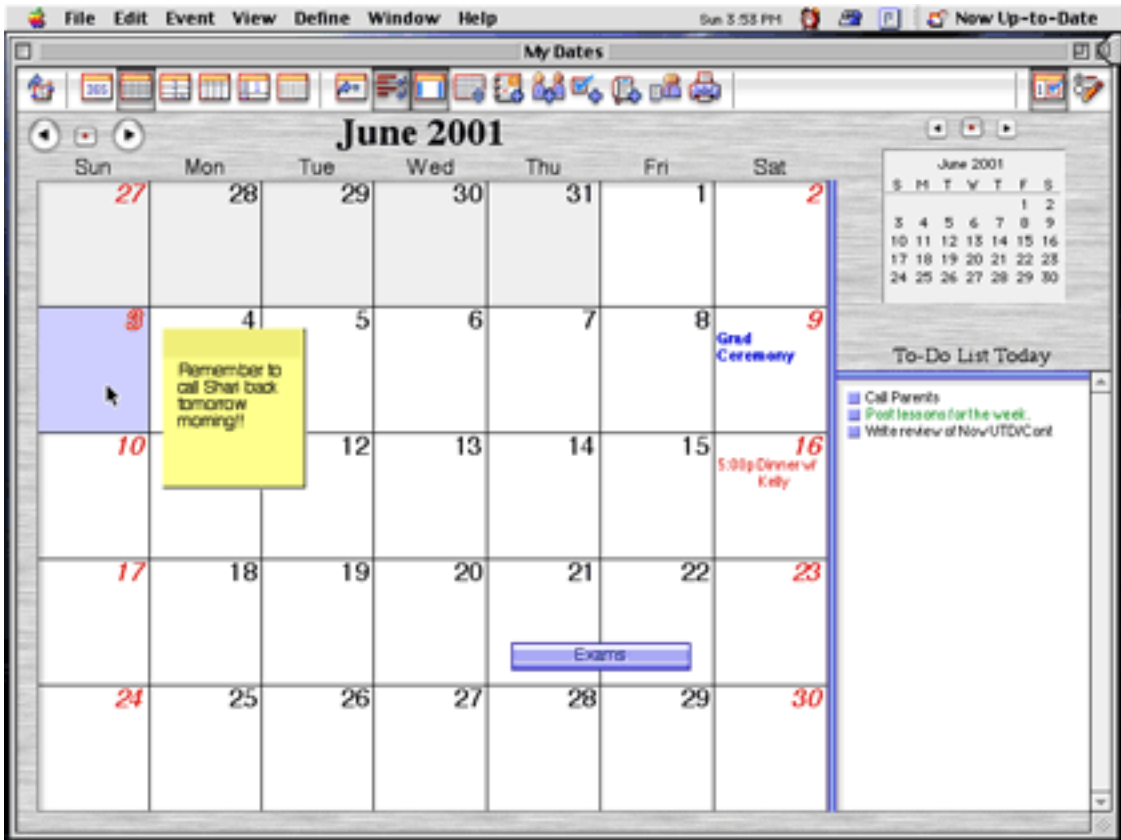 File Edit Event View Define Window Help Sun 3:53 PM P Now Up-to-Date
My Dates
365
June 2001
Sun Mon Tue Wed Thu Fri Sat
27 28 29 30 31 1 2
3 4 5 6 7 8 9
Grad
Ceremony
Remember to
call Shari back
tomorrow
morning!!
10 12 13 14 15 16
5:00p Dinner w/
Kelly
17 18 19 20 21 22 23
Exams
24 25 26 27 28 29 30
June 2001
S M T W T F S
1 2
3 4 5 6 7 8 9
10 11 12 13 14 15 16
17 18 19 20 21 22 23
24 25 26 27 28 29 30
To-Do List Today
Call Parents
Post lessons for the week.
Write review of Now UTD/Cont